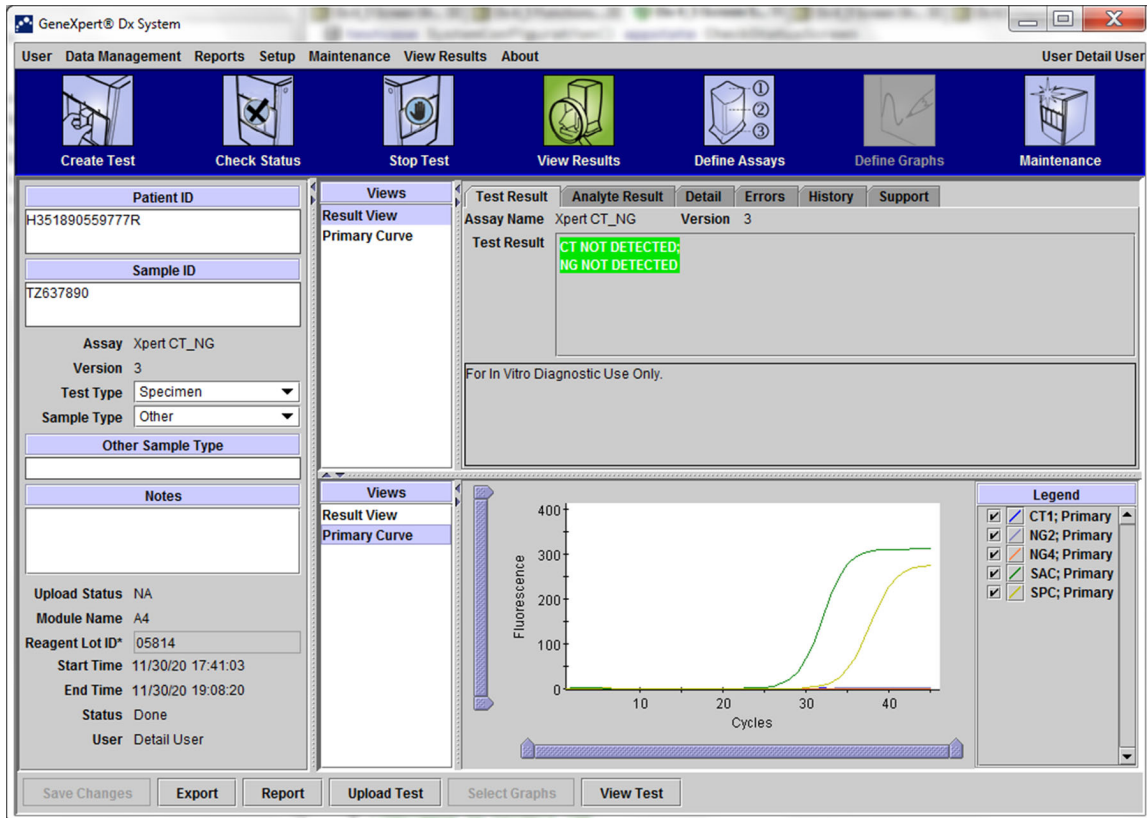 GeneXpert® Dx System
User Data Management Reports Setup Maintenance View Results About User Detail User
Create Test Check Status Stop Test View Results Define Assays Define Graphs Maintenance
① ② ③
Patient ID
H351890559777R
Sample ID
TZ637890
Assay Xpert CT_NG
Version 3
Test Type Specimen
Sample Type Other
Other Sample Type
Notes
Upload Status NA
Module Name A4
Reagent Lot ID* 05814
Start Time 11/30/20 17:41:03
End Time 11/30/20 19:08:20
Status Done
User Detail User
Views
Result View
Primary Curve
Test Result Analyte Result Detail Errors History Support
Assay Name Xpert CT_NG Version 3
Test Result CT NOT DETECTED;
NG NOT DETECTED
For In Vitro Diagnostic Use Only.
Views
Result View
Primary Curve
Fluorescence
400
300
200
100
0
10 20 30 40
Cycles
Legend
CT1; Primary
NG2; Primary
NG4; Primary
SAC; Primary
SPC; Primary
Save Changes Export Report Upload Test Select Graphs View Test